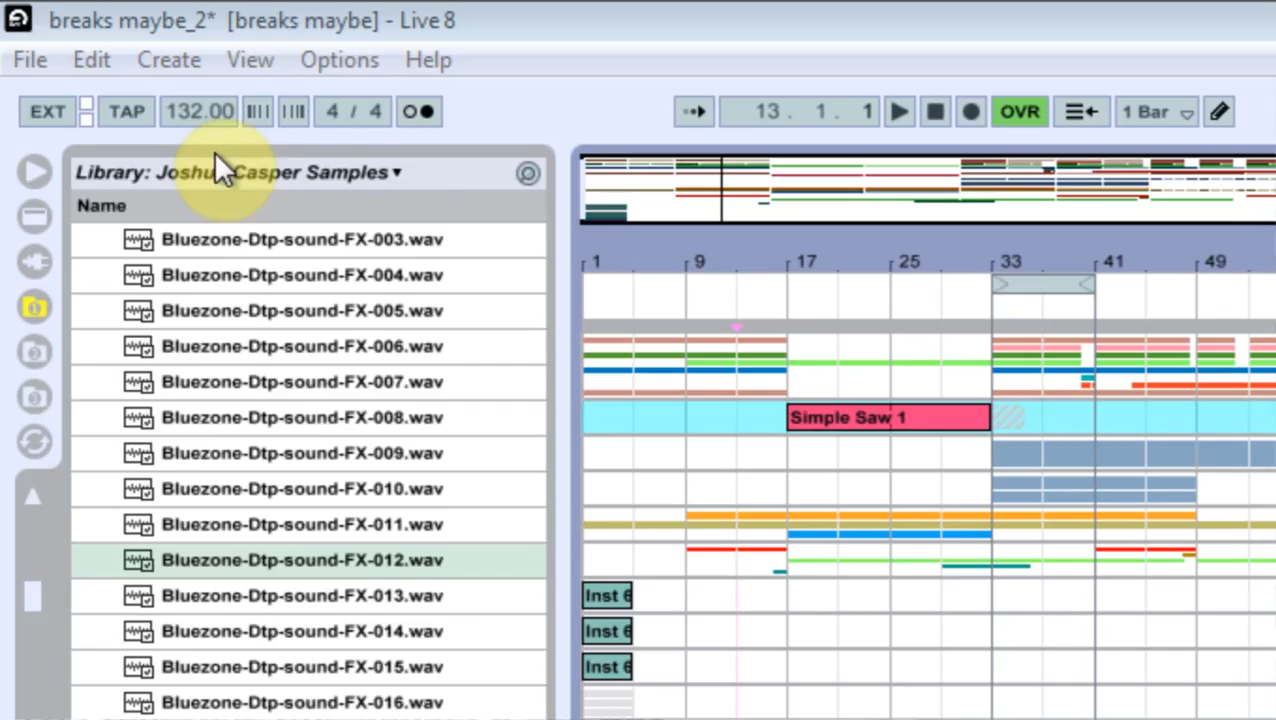 breaks maybe_2* [breaks maybe] - Live 8
File Edit Create View Options Help
EXT TAP 132.00 4 / 4 13. 1. 1 OVR 1 Bar
Library: Joshu Casper Samples
Name
1 9 17 25 33 41 49
Bluezone-Dtp-sound-FX-003.wav
Bluezone-Dtp-sound-FX-004.wav
Bluezone-Dtp-sound-FX-005.wav
Bluezone-Dtp-sound-FX-006.wav
Bluezone-Dtp-sound-FX-007.wav
Bluezone-Dtp-sound-FX-008.wav
Simple Saw 1
Bluezone-Dtp-sound-FX-009.wav
Bluezone-Dtp-sound-FX-010.wav
Bluezone-Dtp-sound-FX-011.wav
Bluezone-Dtp-sound-FX-012.wav
Bluezone-Dtp-sound-FX-013.wav
Inst 6
Bluezone-Dtp-sound-FX-014.wav
Inst 6
Bluezone-Dtp-sound-FX-015.wav
Inst 6
Bluezone-Dtp-sound-FX-016.wav